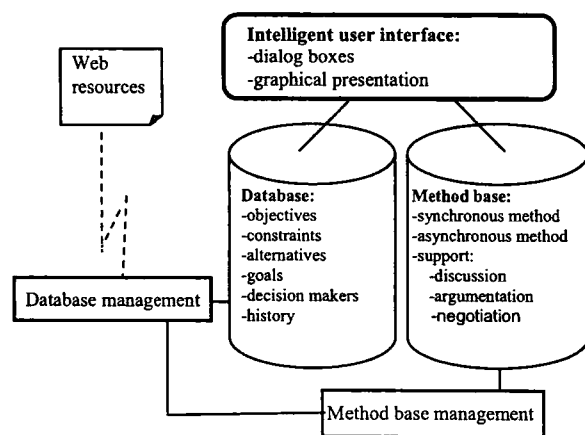 Intelligent user interface:
-dialog boxes
-graphical presentation
Web
resources
Database:
-objectives
-constraints
-alternatives
-goals
-decision makers
-history
Method base:
-synchronous method
-asynchronous method
-support:
-discussion
-argumentation
-negotiation
Database management
Method base management